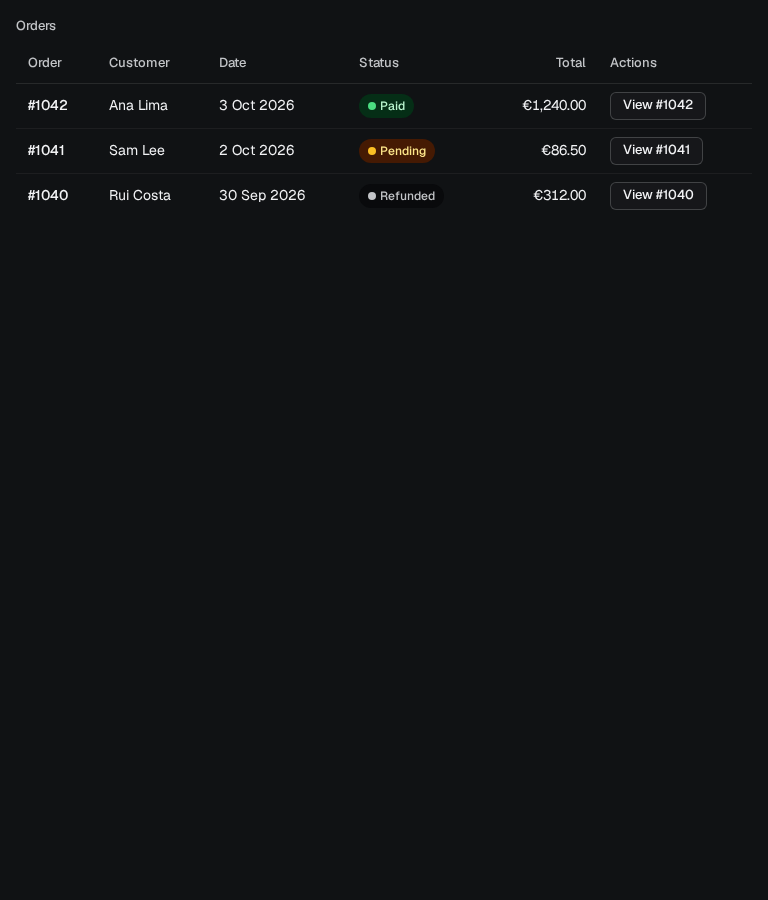 Orders
Order Customer Date Status Total Actions
#1042 Ana Lima 3 Oct 2026 Paid €1,240.00 View #1042
#1041 Sam Lee 2 Oct 2026 Pending €86.50 View #1041
#1040 Rui Costa 30 Sep 2026 Refunded €312.00 View #1040